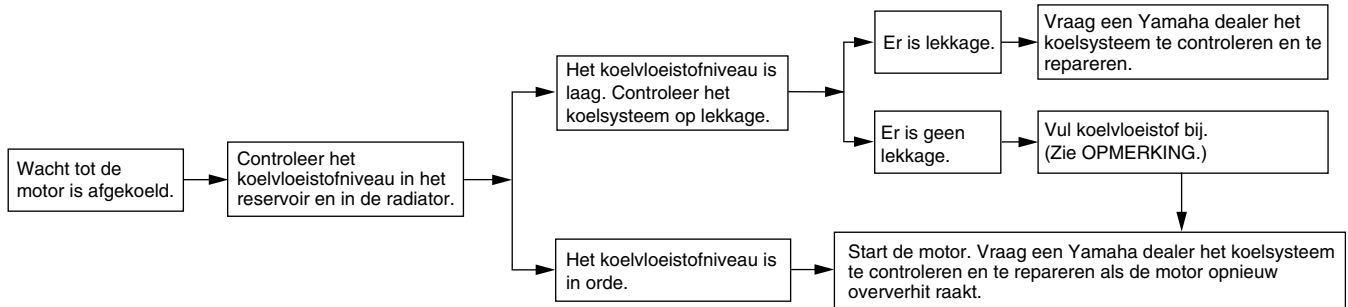 Wacht tot de
motor is afgekoeld.
Controleer het
koelvloeistofniveau in het
reservoir en in de radiator.
Het koelvloeistofniveau is
laag. Controleer het
koelsysteem op lekkage.
Er is lekkage.
Vraag een Yamaha dealer het
koelsysteem te controleren en te
repareren.
Er is geen
lekkage.
Vul koelvloeistof bij.
(Zie OPMERKING.)
Het koelvloeistofniveau is
in orde.
Start de motor. Vraag een Yamaha dealer het koelsysteem
te controleren en te repareren als de motor opnieuw
oververhit raakt.